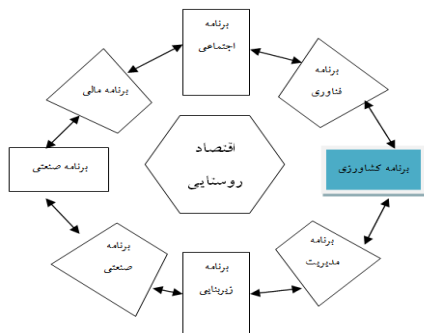 برنامه
اجتماعی
برنامه
فناوری
برنامه مالی
اقتصاد
روستایی
برنامه کشاورزی
برنامه صنعتی
برنامه
مدیریت
برنامه
صنعتی
برنامه
زیربنایی